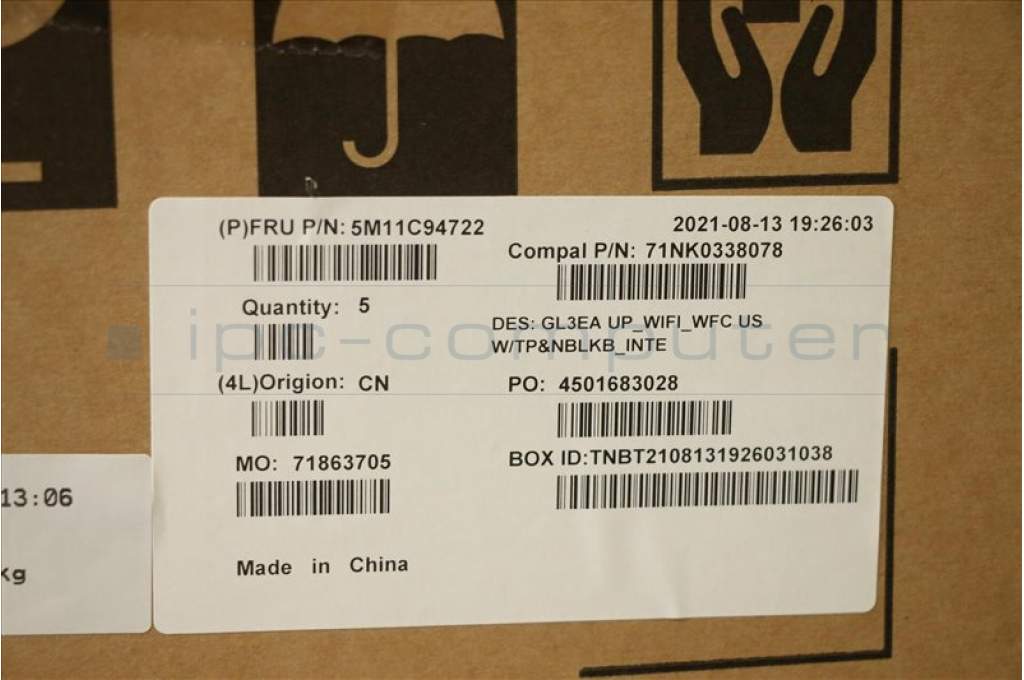 (P)FRU P/N: 5M11C94722
2021-08-13 19:26:03
Compal P/N: 71NK0338078
Quantity: 5
DES: GL3EA UP_WIFI_WFC US
W/TP&NBLKB_INTE
ipc-computer
(4L)Origion: CN
PO: 4501683028
MO: 71863705
BOX ID:TNBT2108131926031038
13:06
Made in China
kg